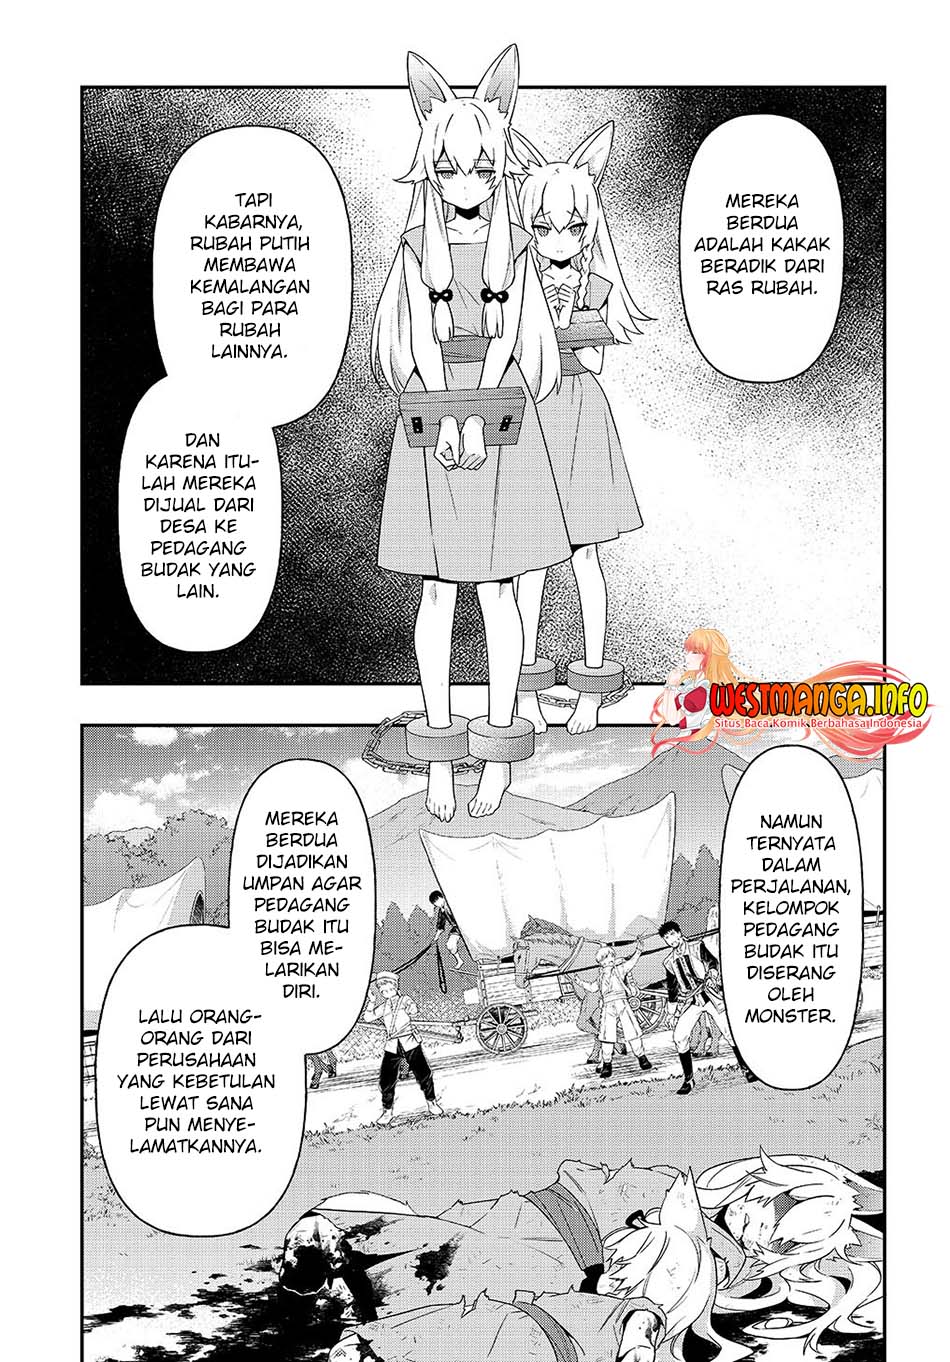 MEREKA
BERDUA
ADALAH KAKAK
BERADIK DARI
RAS RUBAH.
TAPI
KABARNYA,
RUBAH PUTIH
MEMBAWA
KEMALANGAN
BAGI PARA
RUBAH
LAINNYA.
DAN
KARENA ITU-
LAH MEREKA
DIJUAL DARI
DESA KE
PEDAGANG
BUDAK YANG
LAIN.
WESTMANGA.INFO
Situs Baca Komik Berbahasa Indonesia
NAMUN
TERNYATA
DALAM
PERJALANAN,
KELOMPOK
PEDAGANG
BUDAK ITU
DISERANG
OLEH
MONSTER.
MEREKA
BERDUA
DIJADIKAN
UMPAN AGAR
PEDAGANG
BUDAK ITU
BISA ME-
LARIKAN
DIRI.
LALU ORANG-
ORANG DARI
PERUSAHAAN
YANG KEBETULAN
LEWAT SANA
PUN MENYE-
LAMATKANNYA.